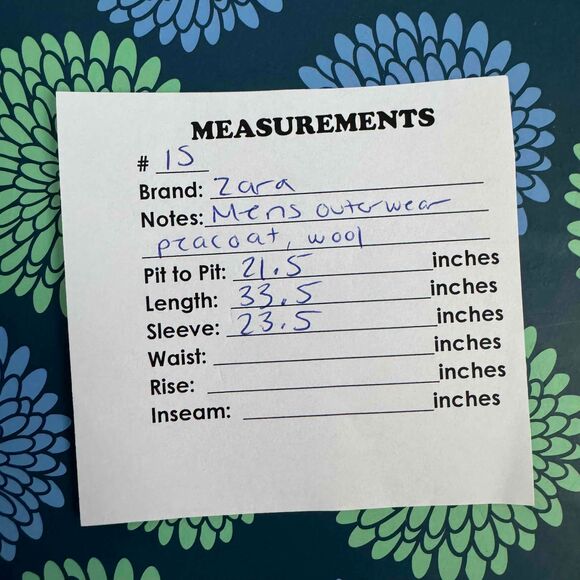 MEASUREMENTS
# 15
Brand: Zara
Notes: Mens outerwear
peacoat, wool
Pit to Pit: 21.5 inches
Length: 33.5 inches
Sleeve: 23.5 inches
Waist: inches
Rise: inches
Inseam: inches